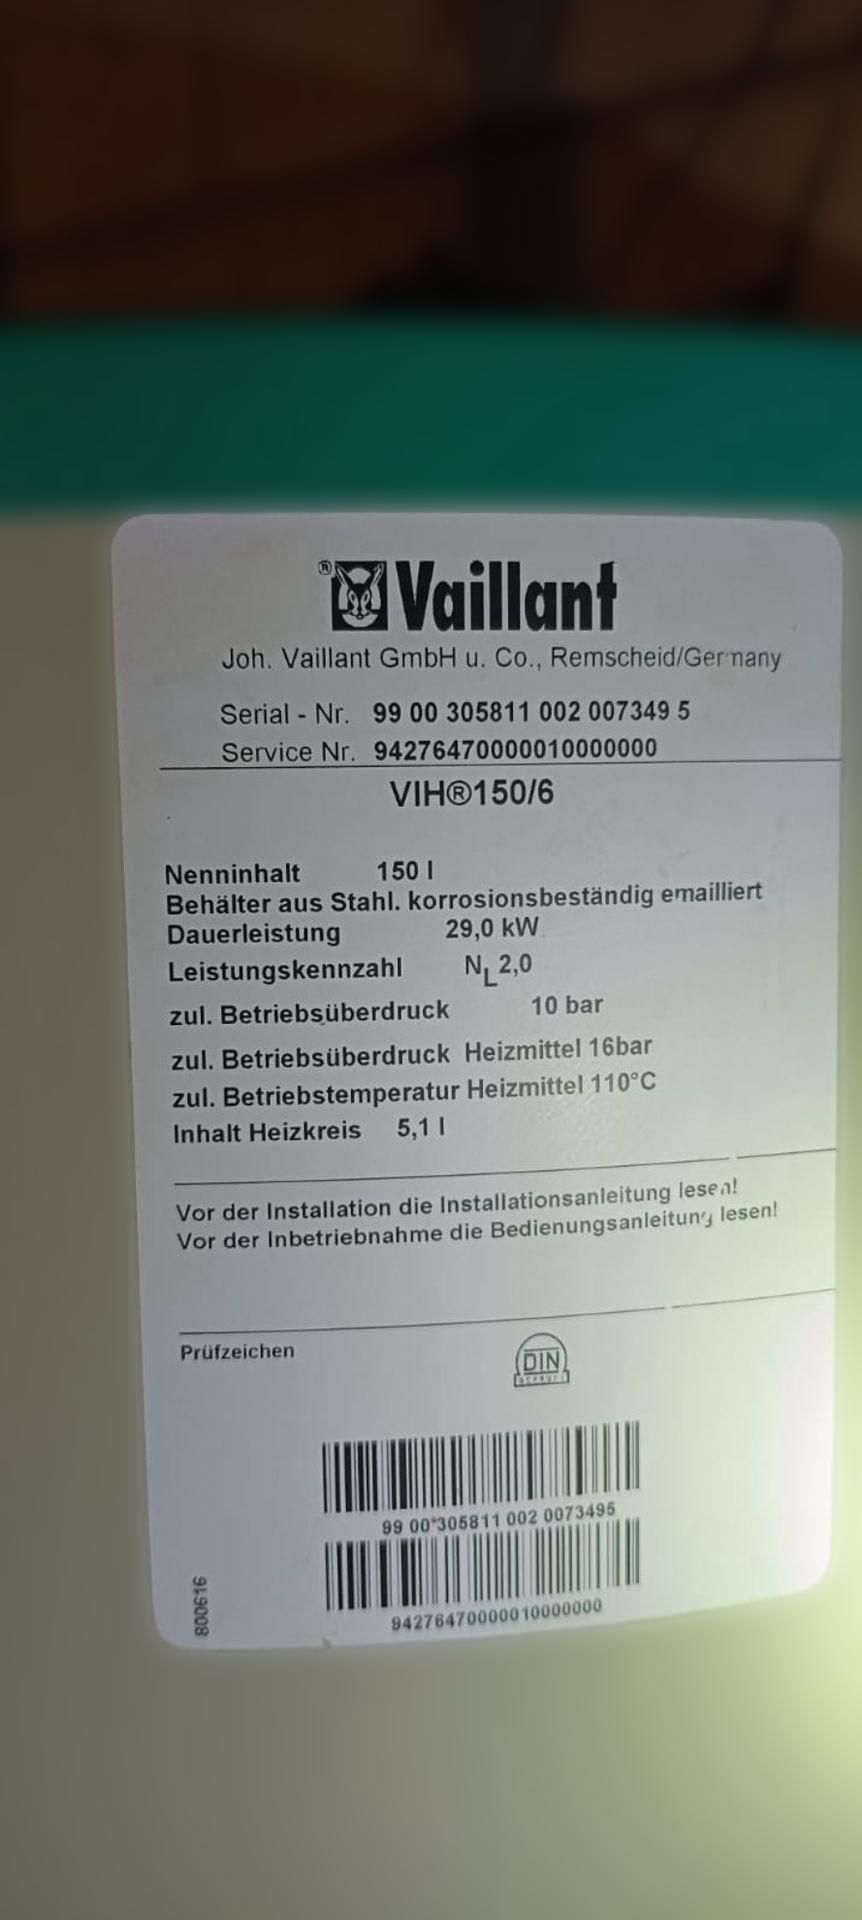 ® Vaillant
Joh. Vaillant GmbH u. Co., Remscheid/Germany
Serial - Nr. 99 00 305811 002 007349 5
Service Nr. 94276470000010000000
VIH®150/6
Nenninhalt 150 l
Behälter aus Stahl. korrosionsbeständig emailliert
Dauerleistung 29,0 kW
Leistungskennzahl NL 2,0
zul. Betriebsüberdruck 10 bar
zul. Betriebsüberdruck Heizmittel 16bar
zul. Betriebstemperatur Heizmittel 110°C
Inhalt Heizkreis 5,1 l
Vor der Installation die Installationsanleitung lesen!
Vor der Inbetriebnahme die Bedienungsanleitung lesen!
Prüfzeichen
DIN
99 00 305811 002 0073495
94276470000010000000
800616